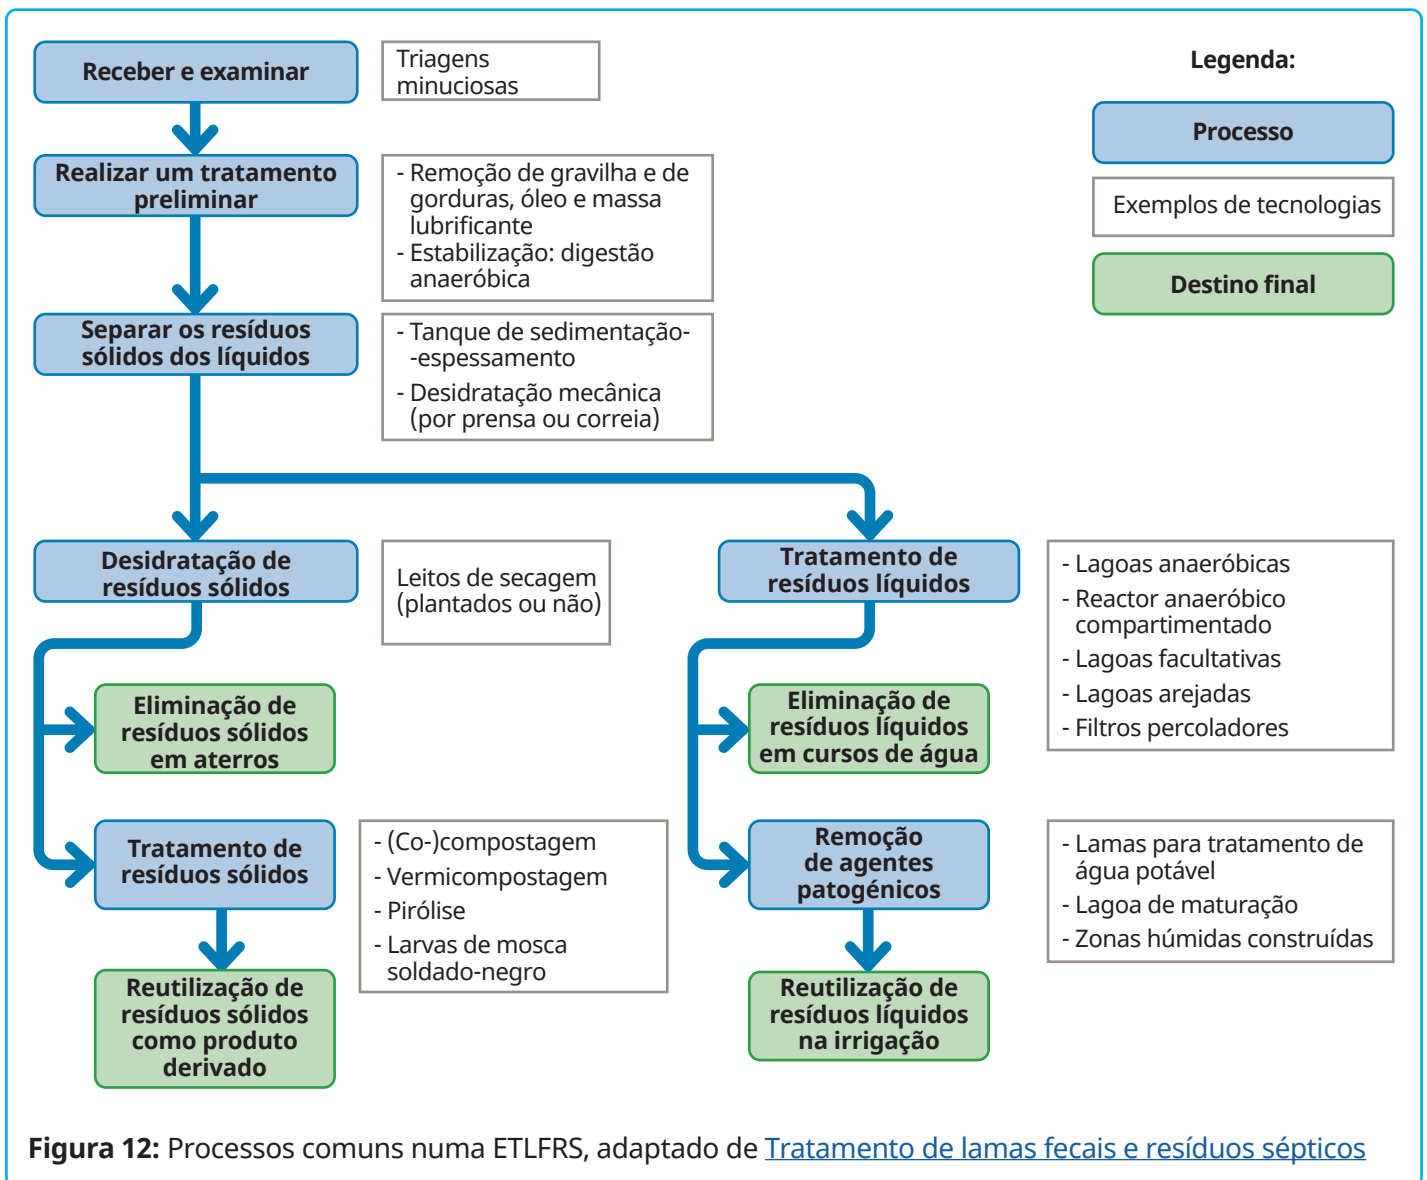 Receber e examinar
Triagens
minuciosas
Legenda:
Processo
Exemplos de tecnologias
Destino final
Realizar um tratamento
preliminar
- Remoção de gravilha e de
gorduras, óleo e massa
lubrificante
- Estabilização: digestão
anaeróbica
Separar os resíduos
sólidos dos líquidos
- Tanque de sedimentação-
-espessamento
- Desidratação mecânica
(por prensa ou correia)
Desidratação de
resíduos sólidos
Leitos de secagem
(plantados ou não)
Tratamento de
resíduos líquidos
- Lagoas anaeróbicas
- Reactor anaeróbico
compartimentado
- Lagoas facultativas
- Lagoas arejadas
- Filtros percoladores
Eliminação de
resíduos sólidos
em aterros
Eliminação de
resíduos líquidos
em cursos de água
Tratamento de
resíduos sólidos
- (Co-)compostagem
- Vermicompostagem
- Pirólise
- Larvas de mosca
soldado-negro
Remoção
de agentes
patogénicos
- Lamas para tratamento de
água potável
- Lagoa de maturação
- Zonas húmidas construídas
Reutilização de
resíduos sólidos
como produto
derivado
Reutilização de
resíduos líquidos
na irrigação
Figura 12: Processos comuns numa ETLFRS, adaptado de Tratamento de lamas fecais e resíduos sépticos